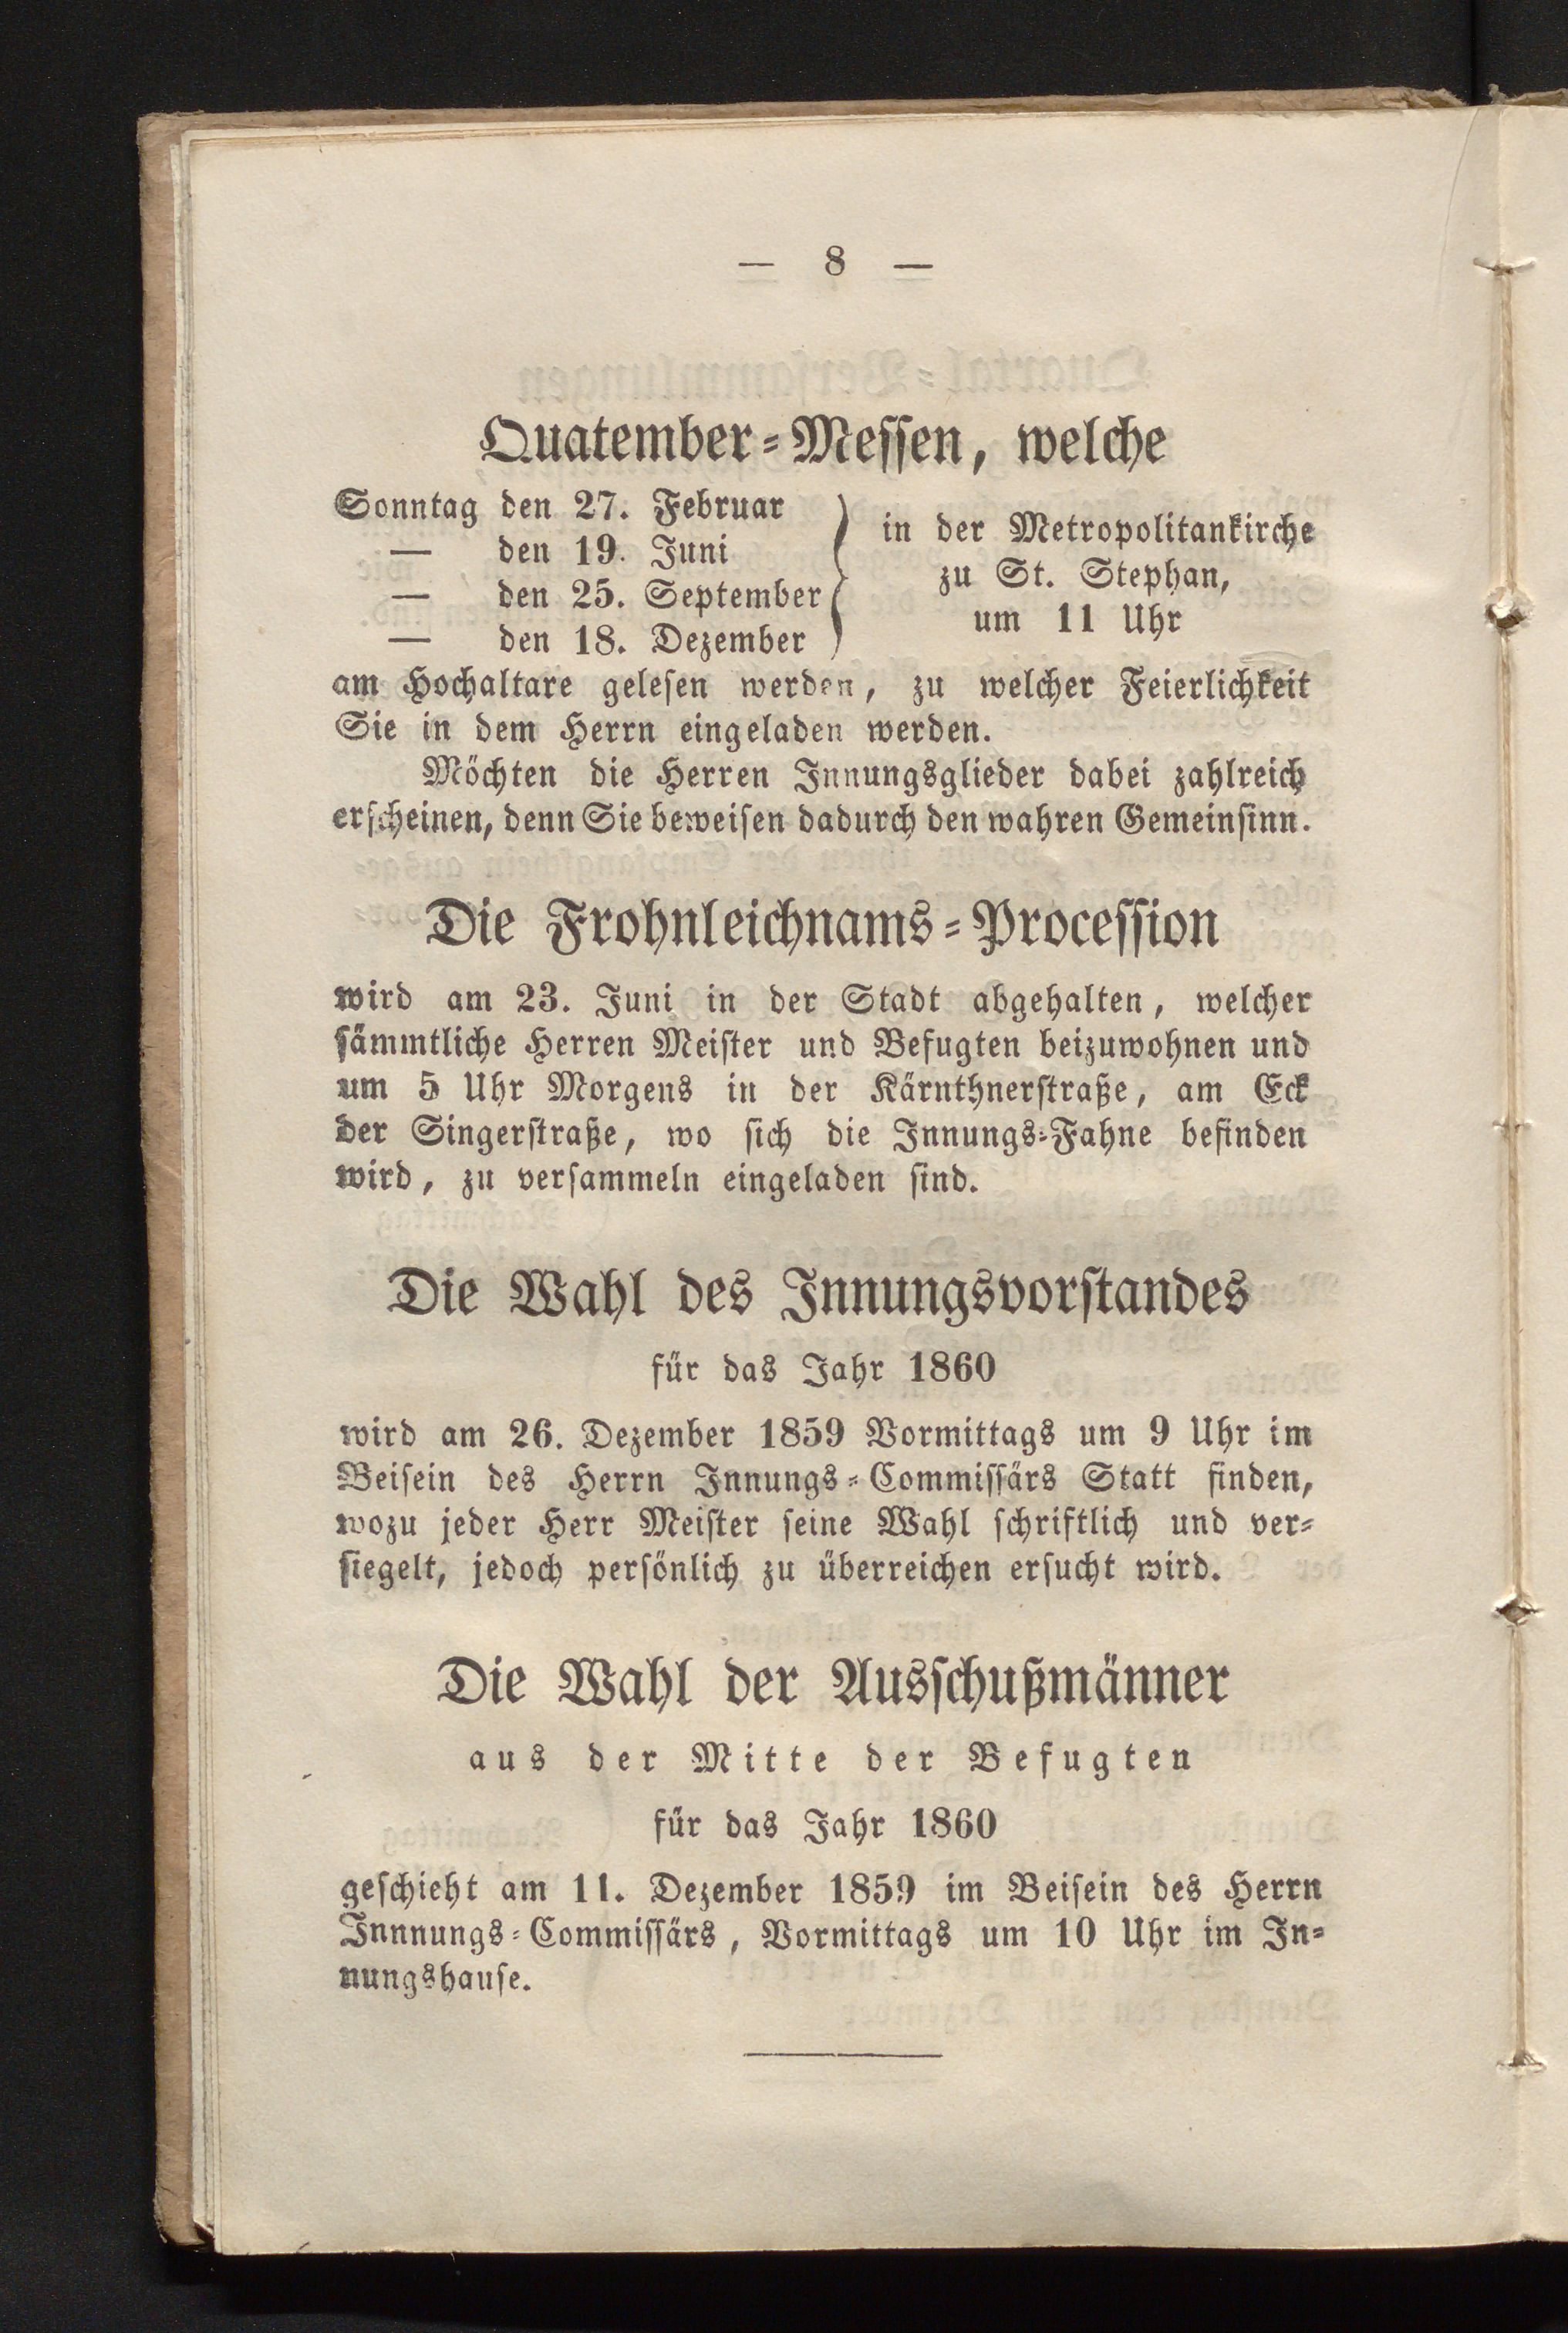 — 8 —
Quatember-Messen, welche
Sonntag den 27. Februar
— den 19. Juni
— den 25. September
— den 18. Dezember
in der Metropolitankirche
zu St. Stephan,
um 11 Uhr
am Hochaltare gelesen werden, zu welcher Feierlichkeit
Sie in dem Herrn eingeladen werden.
Möchten die Herren Innungsglieder dabei zahlreich
erscheinen, denn Sie beweisen dadurch den wahren Gemeinsinn.
Die Frohnleichnams-Procession
wird am 23. Juni in der Stadt abgehalten, welcher
sämmtliche Herren Meister und Befugten beizuwohnen und
um 5 Uhr Morgens in der Kärnthnerstraße, am Eck
der Singerstraße, wo sich die Innungs-Fahne befinden
wird, zu versammeln eingeladen sind.
Die Wahl des Innungsvorstandes
für das Jahr 1860
wird am 26. Dezember 1859 Vormittags um 9 Uhr im
Beisein des Herrn Innungs-Commissärs Statt finden,
wozu jeder Herr Meister seine Wahl schriftlich und ver-
siegelt, jedoch persönlich zu überreichen ersucht wird.
Die Wahl der Ausschußmänner
aus der Mitte der Befugten
für das Jahr 1860
geschieht am 11. Dezember 1859 im Beisein des Herrn
Innnungs-Commissärs, Vormittags um 10 Uhr im In-
nungshause.